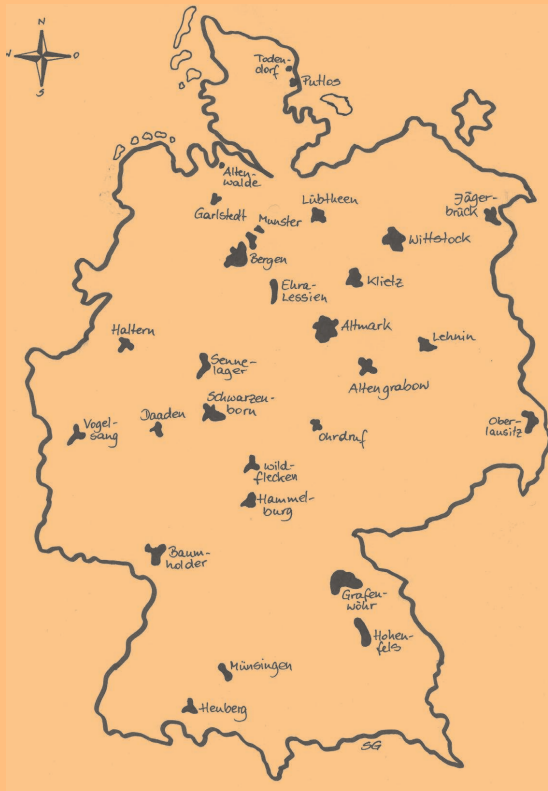 N
W
O
S
Toden-
dorf
Putlos
Alten-
walde
Garlstedt
Munster
Bergen
Lübtheen
Jäger-
brück
Wittstock
Klietz
Ehra-
Lessien
Altmark
Haltern
Lehnin
Senne-
lager
Altengrabow
Schwarzen-
born
Vogel-
sang
Daaden
Ohrdruf
Ober-
lausitz
Wild-
flecken
Hammel-
burg
Baum-
holder
Grafen-
wöhr
Hohen-
fels
Münsingen
Heuberg
SG